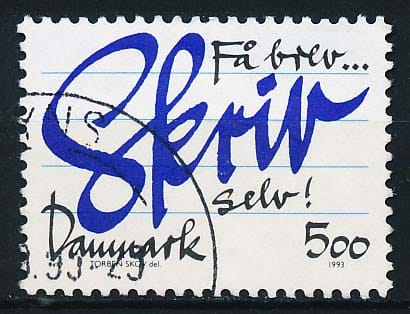 Få brev...
Skriv
selv!
Danmark 5.00
TORBEN SKOV del. 1993